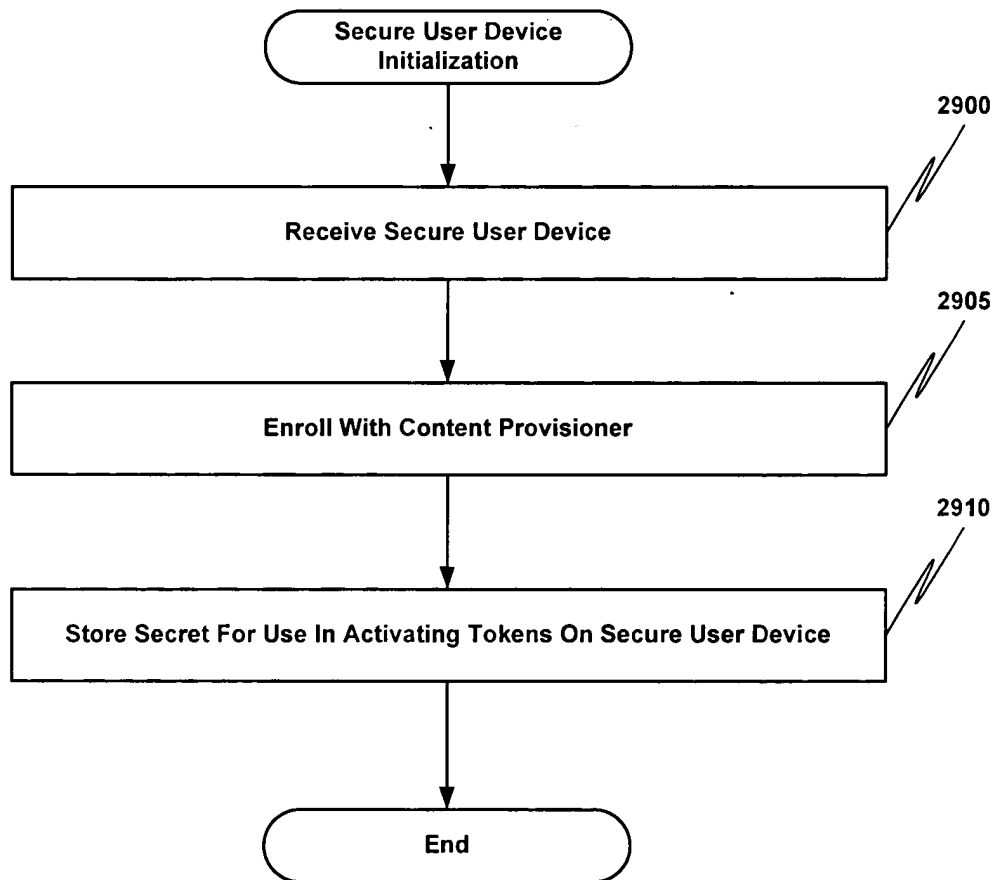 Secure User Device
Initialization
2900
Receive Secure User Device
2905
Enroll With Content Provisioner
2910
Store Secret For Use In Activating Tokens On Secure User Device
End